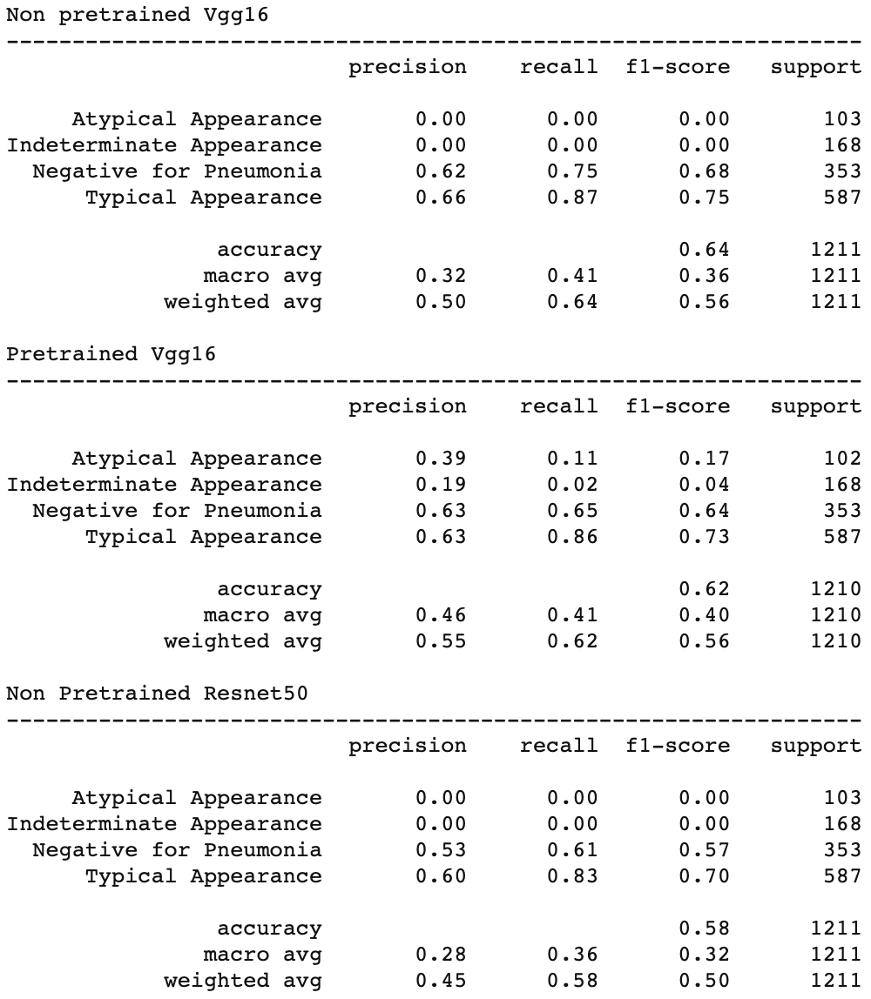 Non pretrained Vgg16
-----------------------------------------------------------------
precision recall f1-score support
Atypical Appearance 0.00 0.00 0.00 103
Indeterminate Appearance 0.00 0.00 0.00 168
Negative for Pneumonia 0.62 0.75 0.68 353
Typical Appearance 0.66 0.87 0.75 587
accuracy 0.64 1211
macro avg 0.32 0.41 0.36 1211
weighted avg 0.50 0.64 0.56 1211
Pretrained Vgg16
-----------------------------------------------------------------
precision recall f1-score support
Atypical Appearance 0.39 0.11 0.17 102
Indeterminate Appearance 0.19 0.02 0.04 168
Negative for Pneumonia 0.63 0.65 0.64 353
Typical Appearance 0.63 0.86 0.73 587
accuracy 0.62 1210
macro avg 0.46 0.41 0.40 1210
weighted avg 0.55 0.62 0.56 1210
Non Pretrained Resnet50
-----------------------------------------------------------------
precision recall f1-score support
Atypical Appearance 0.00 0.00 0.00 103
Indeterminate Appearance 0.00 0.00 0.00 168
Negative for Pneumonia 0.53 0.61 0.57 353
Typical Appearance 0.60 0.83 0.70 587
accuracy 0.58 1211
macro avg 0.28 0.36 0.32 1211
weighted avg 0.45 0.58 0.50 1211